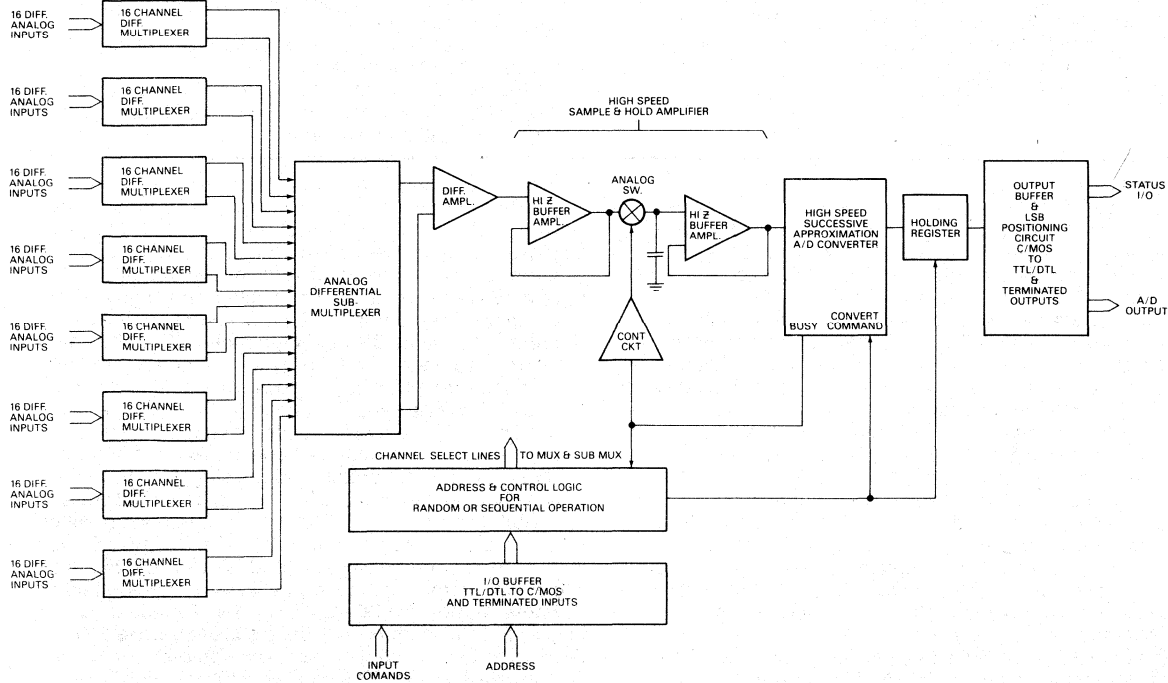 16 DIFF.
ANALOG
INPUTS
16 CHANNEL
DIFF.
MULTIPLEXER
16 DIFF.
ANALOG
INPUTS
16 CHANNEL
DIFF.
MULTIPLEXER
16 DIFF.
ANALOG
INPUTS
16 CHANNEL
DIFF.
MULTIPLEXER
16 DIFF.
ANALOG
INPUTS
16 CHANNEL
DIFF.
MULTIPLEXER
16 DIFF.
ANALOG
INPUTS
16 CHANNEL
DIFF.
MULTIPLEXER
16 DIFF.
ANALOG
INPUTS
16 CHANNEL
DIFF.
MULTIPLEXER
16 DIFF.
ANALOG
INPUTS
16 CHANNEL
DIFF.
MULTIPLEXER
16 DIFF.
ANALOG
INPUTS
16 CHANNEL
DIFF.
MULTIPLEXER
ANALOG
DIFFERENTIAL
SUB-
MULTIPLEXER
DIFF.
AMPL.
HIGH SPEED
SAMPLE & HOLD AMPLIFIER
HI Z
BUFFER
AMPL.
ANALOG
SW.
HI Z
BUFFER
AMPL.
CONT
CKT
HIGH SPEED
SUCCESSIVE
APPROXIMATION
A/D CONVERTER
CONVERT
BUSY COMMAND
HOLDING
REGISTER
OUTPUT
BUFFER
&
LSB
POSITIONING
CIRCUIT
C/MOS
TO
TTL/DTL
&
TERMINATED
OUTPUTS
STATUS
I/O
A/D
OUTPUT
CHANNEL SELECT LINES TO MUX & SUB MUX
ADDRESS & CONTROL LOGIC
FOR
RANDOM OR SEQUENTIAL OPERATION
I/O BUFFER
TTL/DTL TO C/MOS
AND TERMINATED INPUTS
INPUT
COMANDS
ADDRESS